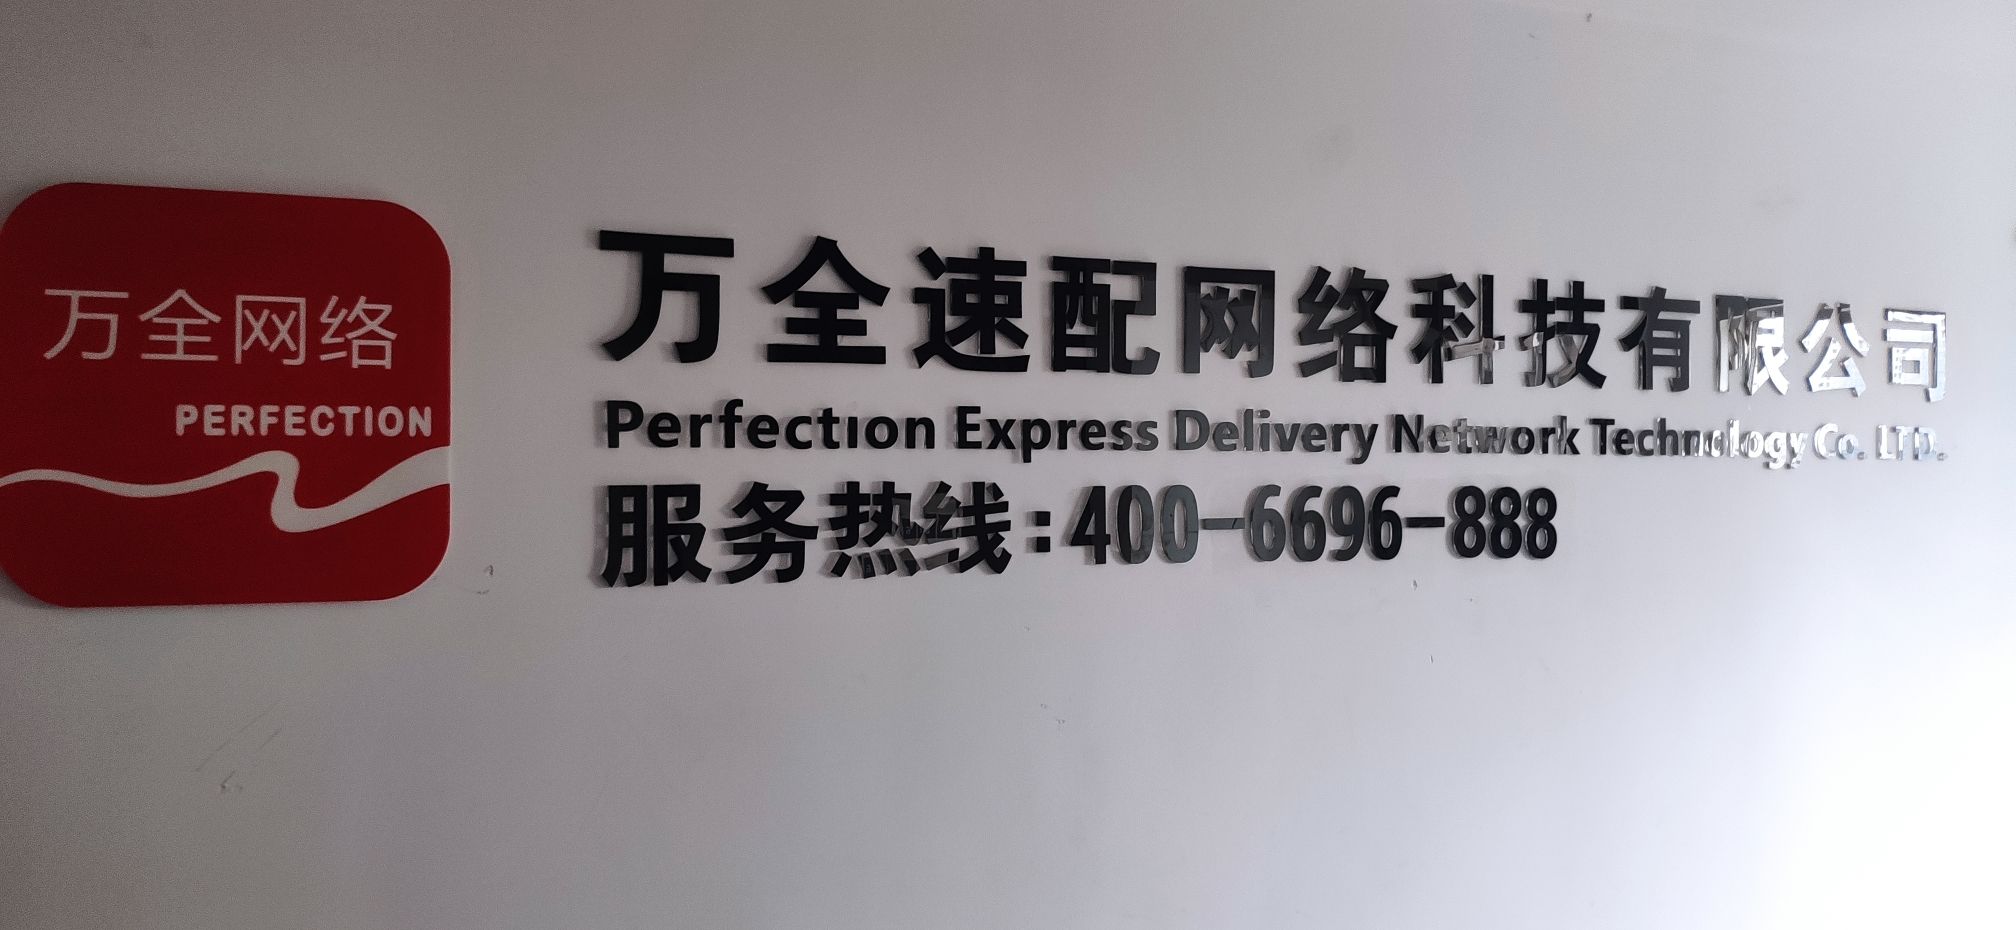 万全网络
PERFECTION
万全速配网络科技有限公司
Perfection Express Delivery Network Technology Co. LTD.
服务热线:400-6696-888